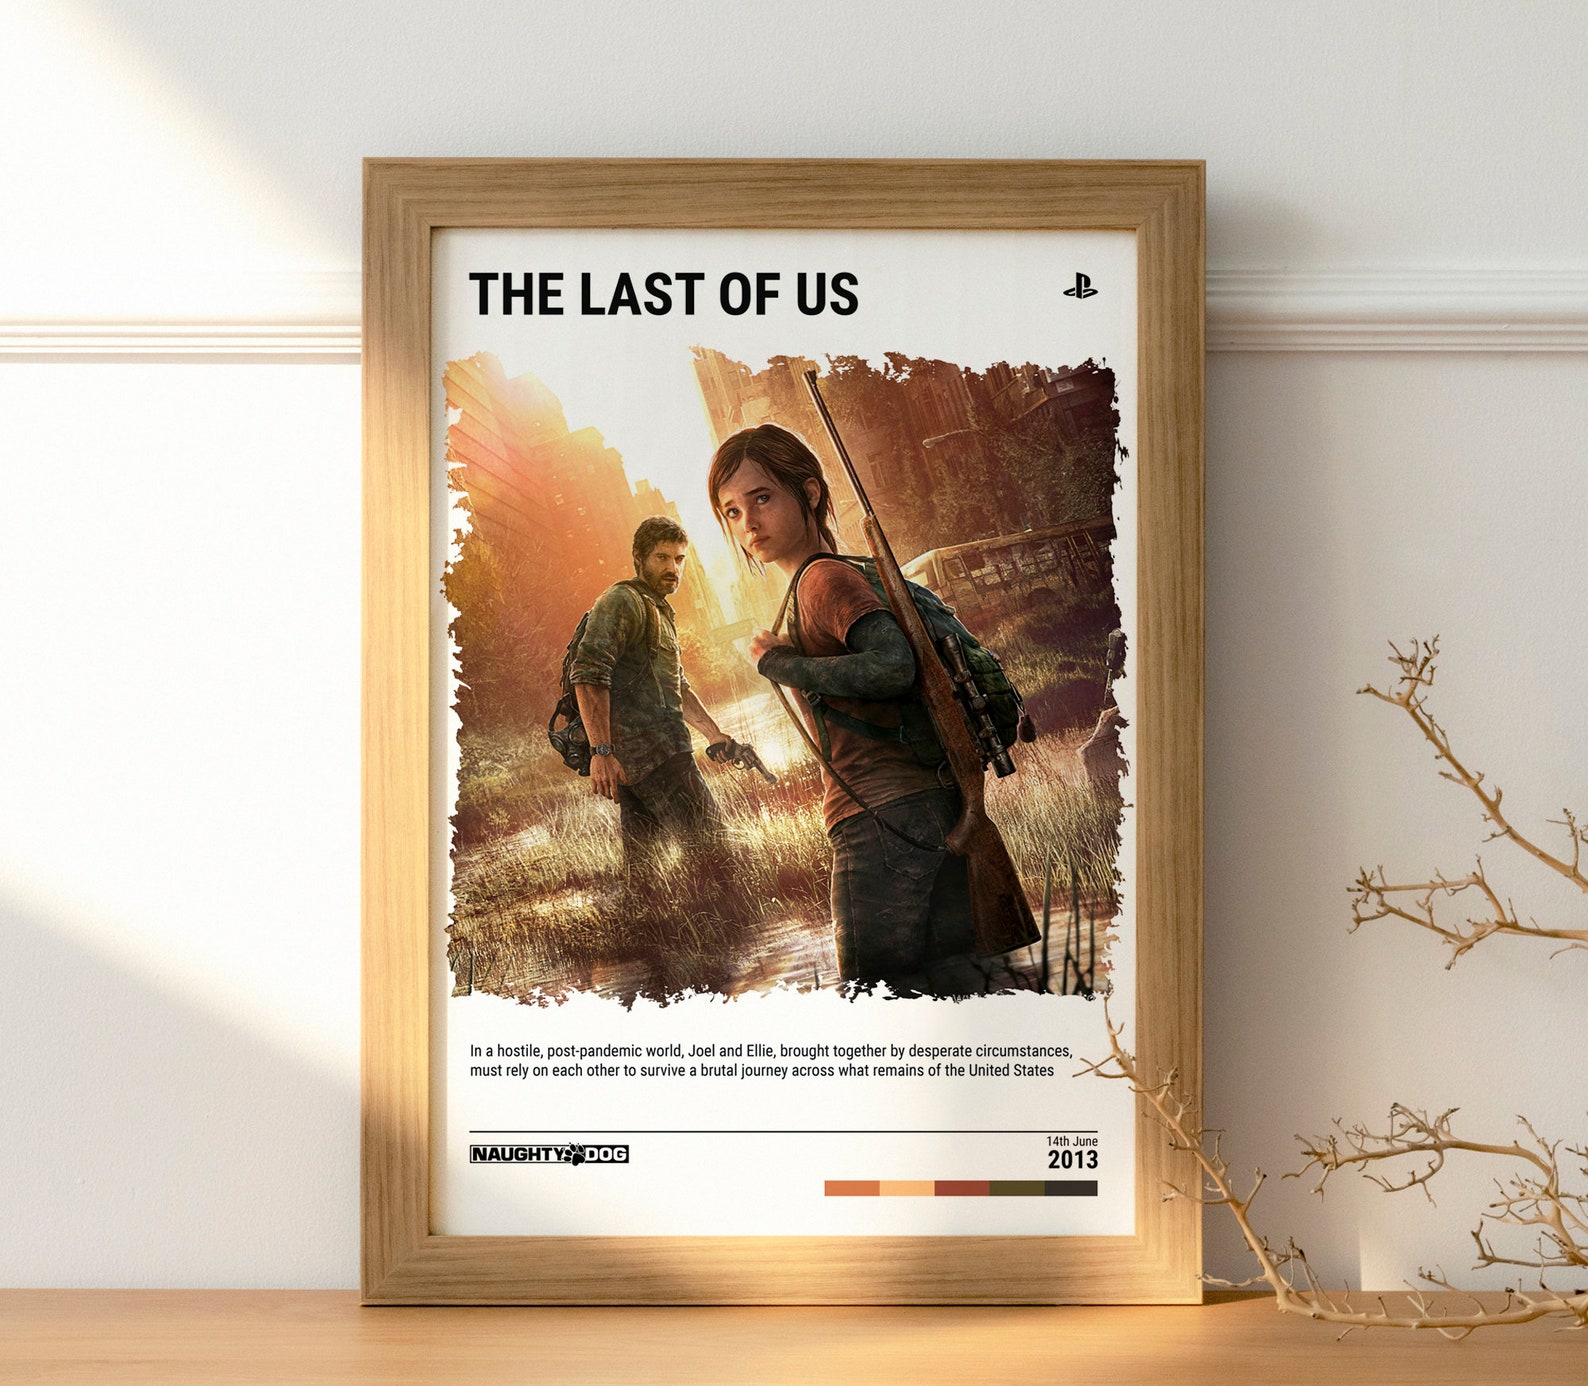 THE LAST OF US
In a hostile, post-pandemic world, Joel and Ellie, brought together by desperate circumstances,
must rely on each other to survive a brutal journey across what remains of the United States
NAUGHTY DOG
14th June
2013